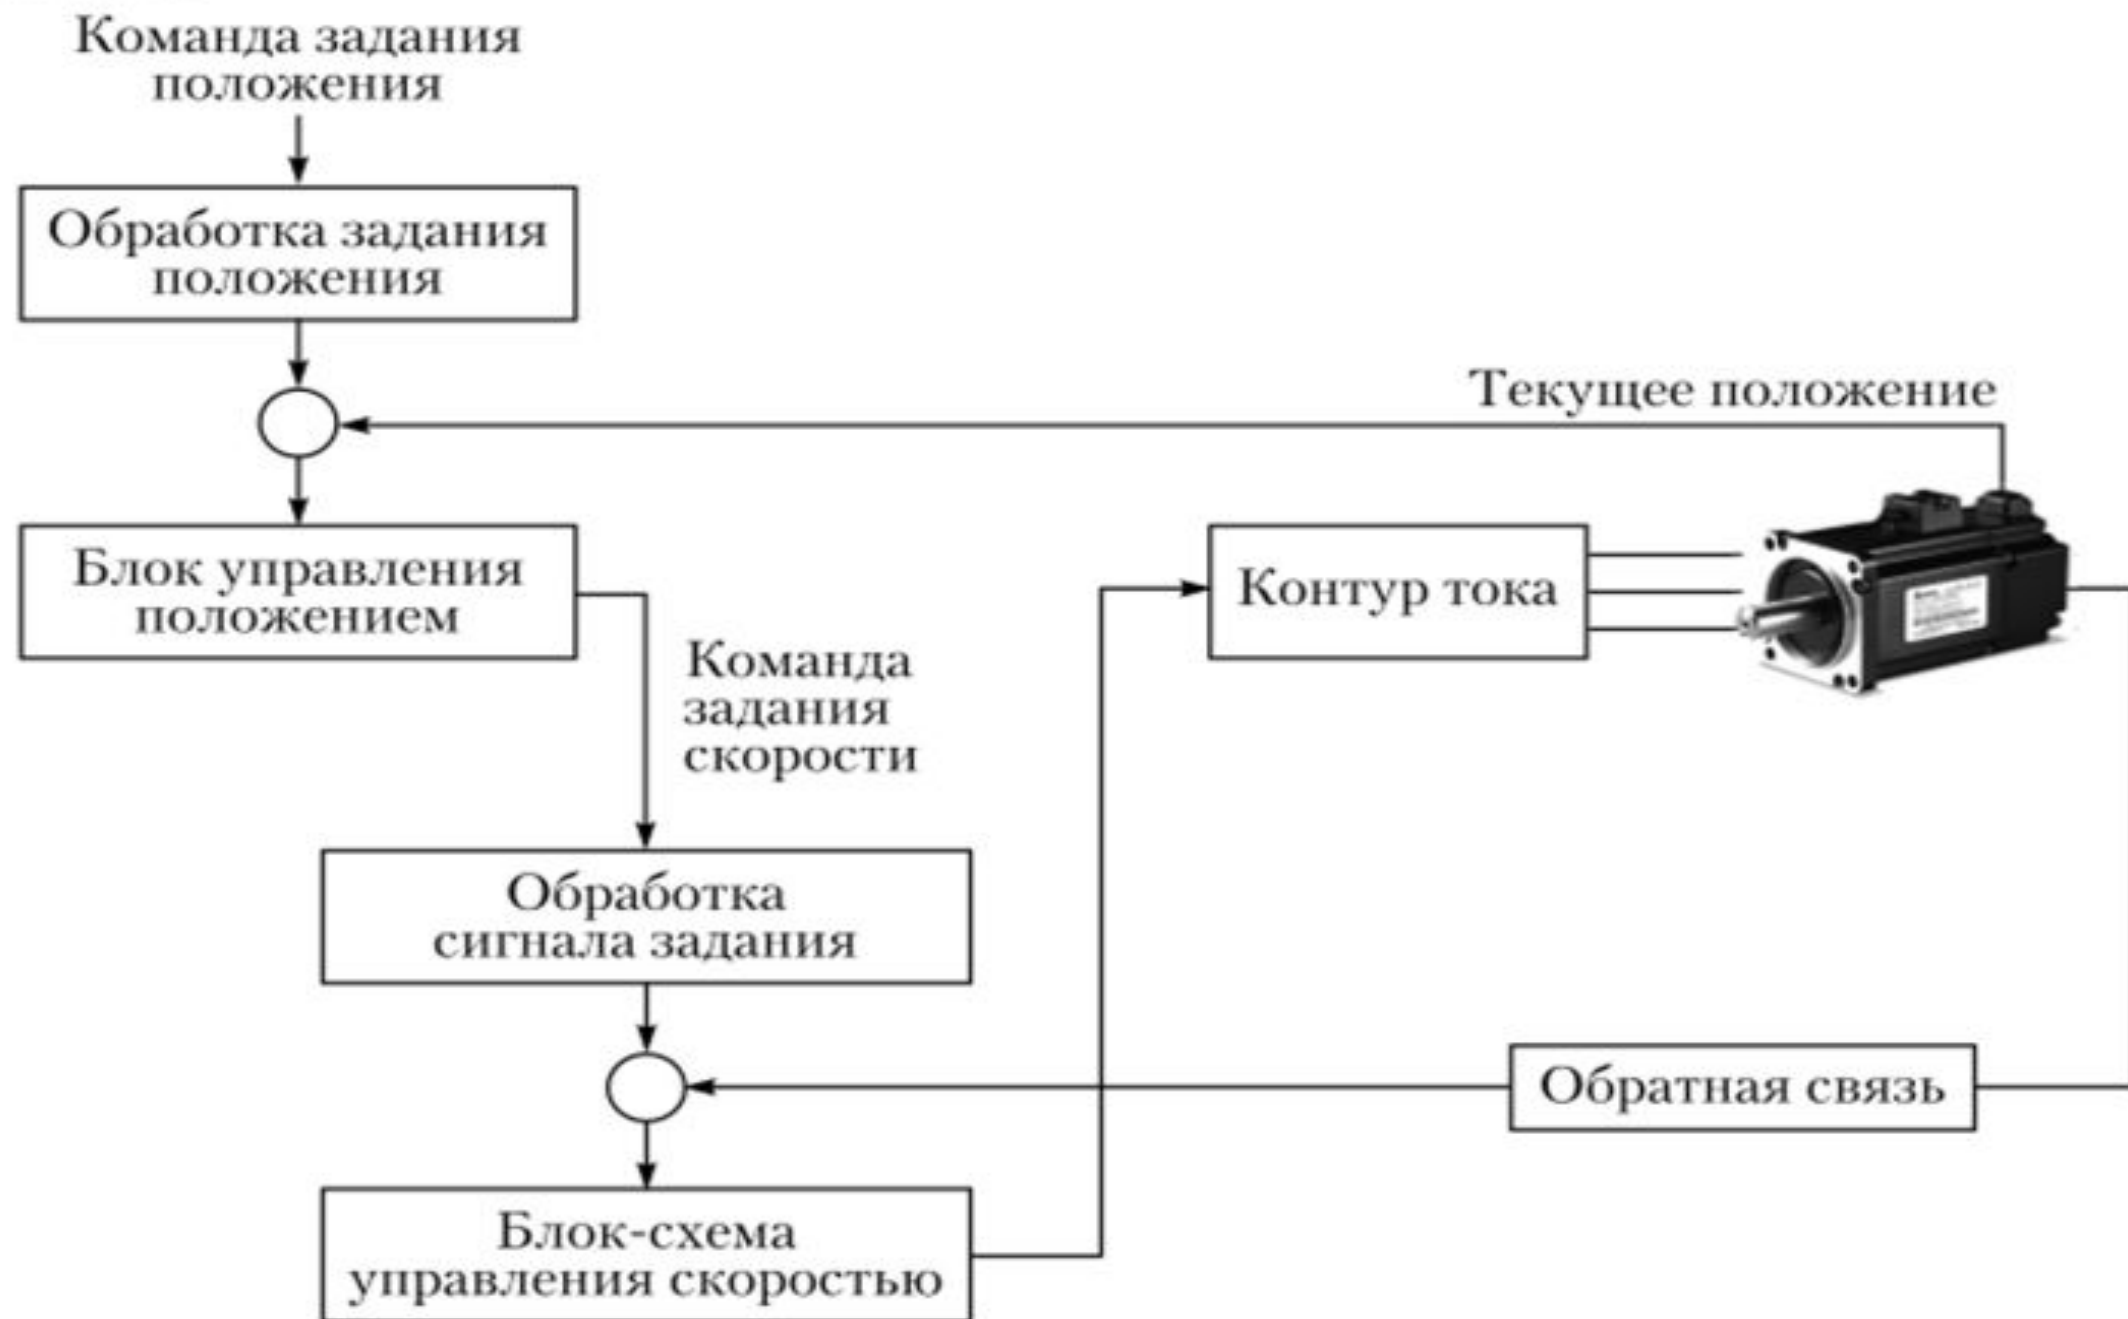 Команда задания
положения
Обработка задания
положения
Текущее положение
Блок управления
положением
Контур тока
Команда
задания
скорости
Обработка
сигнала задания
Обратная связь
Блок-схема
управления скоростью